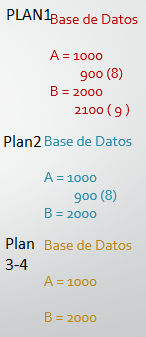 PLAN1 Base de Datos
A = 1000
900 (8)
B = 2000
2100 ( 9 )
Plan2 Base de Datos
A = 1000
900 (8)
B = 2000
Plan Base de Datos
3-4
A = 1000
B = 2000